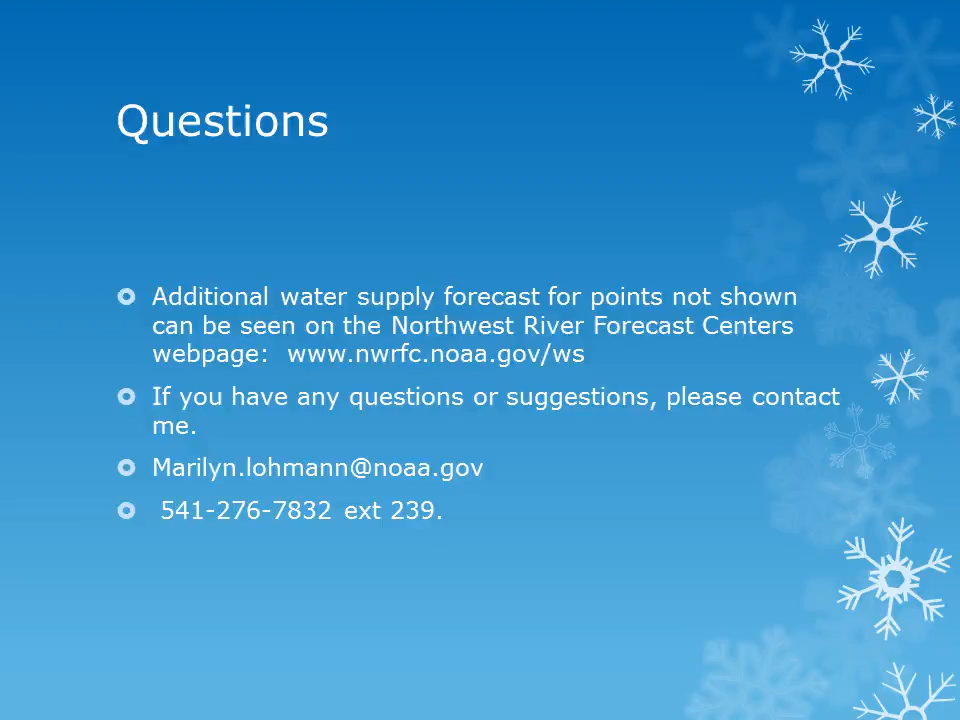 Questions
Additional water supply forecast for points not shown
can be seen on the Northwest River Forecast Centers
webpage:  www.nwrfc.noaa.gov/ws
If you have any questions or suggestions, please contact
me.
Marilyn.lohmann@noaa.gov
541-276-7832 ext 239.